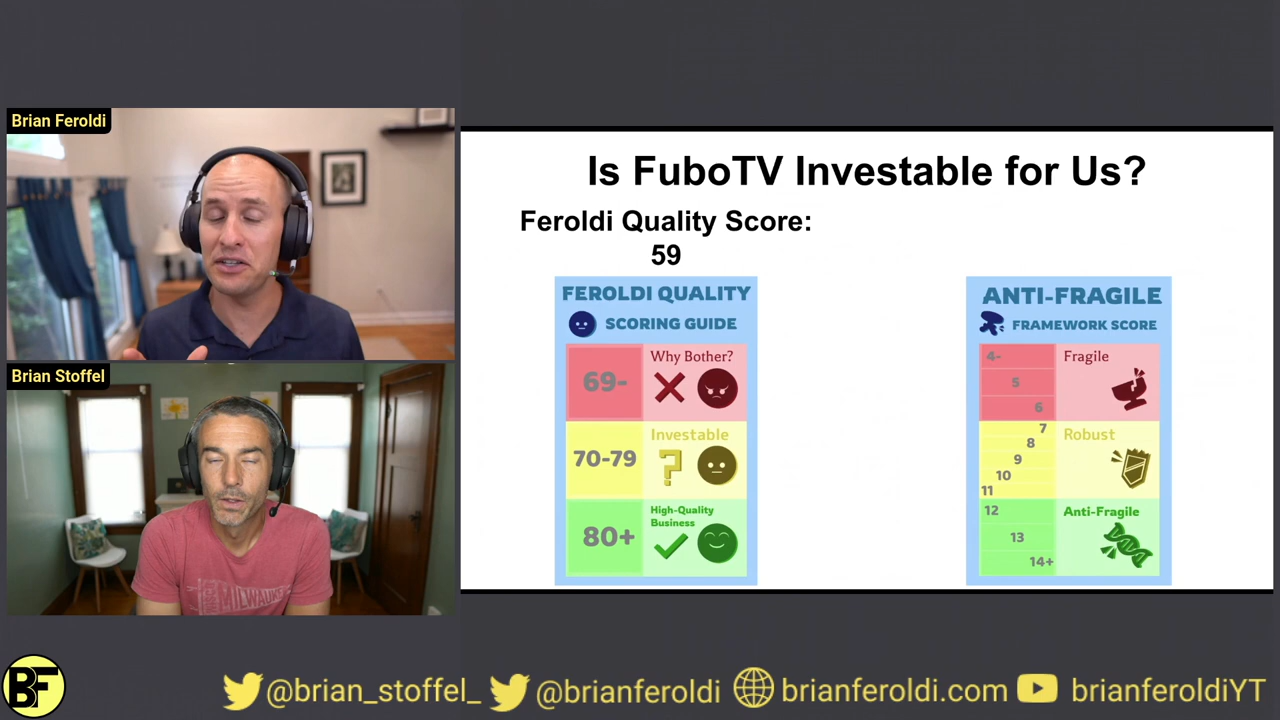 Brian Feroldi
Brian Stoffel
MILWAUKEE
Is FuboTV Investable for Us?
Feroldi Quality Score:
59
FEROLDI QUALITY
SCORING GUIDE
69-
Why Bother?
70-79
Investable
?
80+
High-Quality
Business
ANTI-FRAGILE
FRAMEWORK SCORE
4-
5
6
Fragile
7
8
9
10
11
Robust
12
13
14+
Anti-Fragile
BF
@brian_stoffel_
@brianferoldi
brianferoldi.com
brianferoldiYT